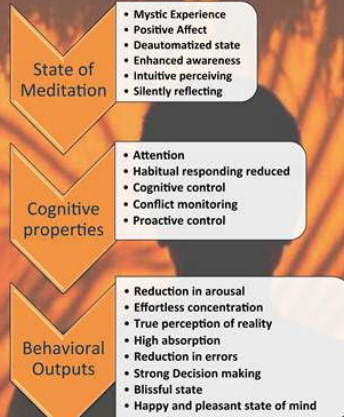 State of
Meditation
• Mystic Experience
• Positive Affect
• Deautomatized state
• Enhanced awareness
• Intuitive perceiving
• Silently reflecting
Cognitive
properties
• Attention
• Habitual responding reduced
• Cognitive control
• Conflict monitoring
• Proactive control
Behavioral
Outputs
• Reduction in arousal
• Effortless concentration
• True perception of reality
• High absorption
• Reduction in errors
• Strong Decision making
• Blissful state
• Happy and pleasant state of mind